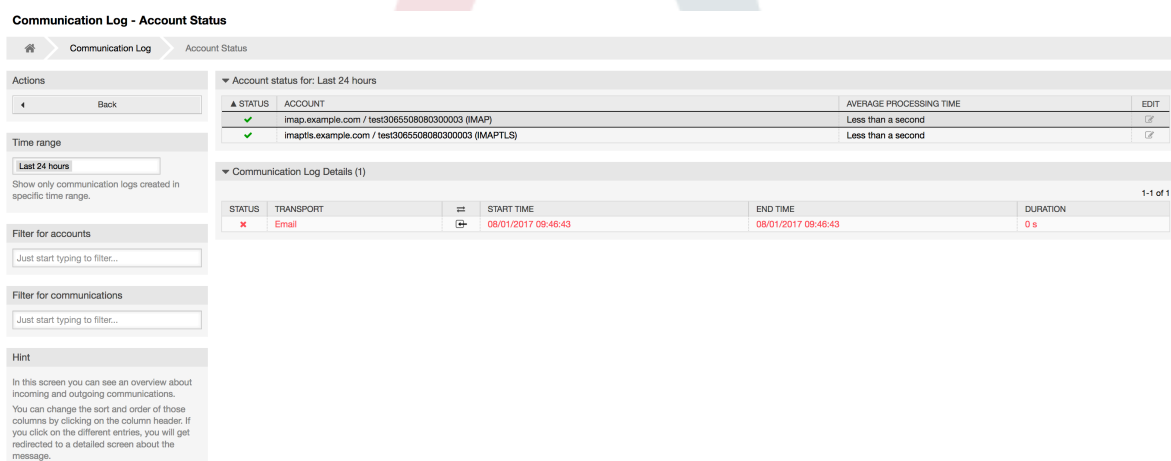 Communication Log - Account Status
Communication Log
Account Status
Actions
Back
Time range
Last 24 hours
Show only communication logs created in
specific time range.
Filter for accounts
Just start typing to filter...
Filter for communications
Just start typing to filter...
Hint
In this screen you can see an overview about
incoming and outgoing communications.
You can change the sort and order of those
columns by clicking on the column header. If
you click on the different entries, you will get
redirected to a detailed screen about the
message.
Account status for: Last 24 hours
STATUS ACCOUNT AVERAGE PROCESSING TIME EDIT
imap.example.com / test3065508080300003 (IMAP) Less than a second
imaptls.example.com / test3065508080300003 (IMAPTLS) Less than a second
Communication Log Details (1)
1-1 of 1
STATUS TRANSPORT START TIME END TIME DURATION
Email 08/01/2017 09:46:43 08/01/2017 09:46:43 0 s